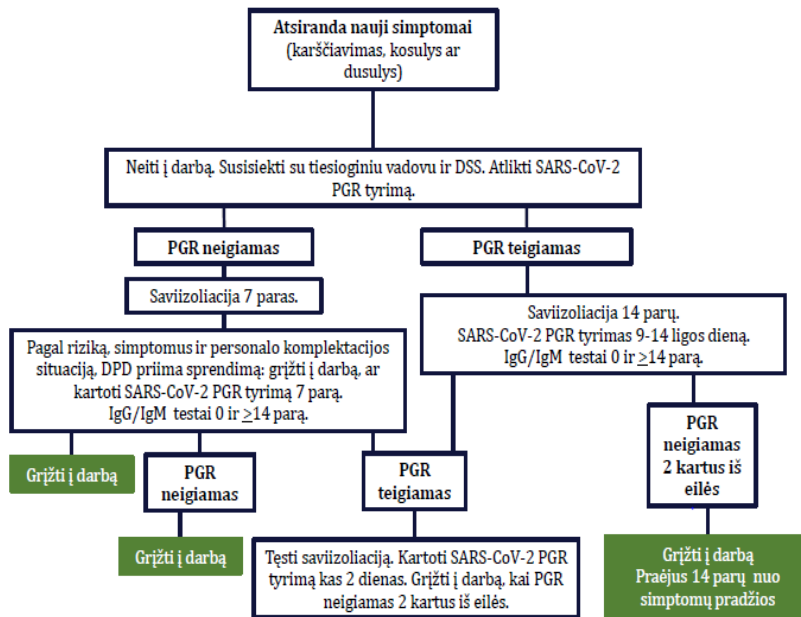 Atsiranda nauji simptomai
(karščiavimas, kosulys ar
dusulys)
Neiti į darbą. Susisiekti su tiesioginiu vadovu ir DSS. Atlikti SARS-CoV-2
PGR tyrimą.
PGR neigiamas
PGR teigiamas
Saviizoliacija 7 paras.
Saviizoliacija 14 parų.
SARS-CoV-2 PGR tyrimas 9-14 ligos dieną.
IgG/IgM testai 0 ir ≥14 parą.
Pagal riziką, simptomus ir personalo komplektacijos
situaciją, DPD priima sprendimą: grįžti į darbą, ar
kartoti SARS-CoV-2 PGR tyrimą 7 parą.
IgG/IgM testai 0 ir ≥14 parą.
Grįžti į darbą
PGR
neigiamas
PGR
teigiamas
PGR
neigiamas
2 kartus iš
eilės
Grįžti į darbą
Tęsti saviizoliaciją. Kartoti SARS-CoV-2 PGR
tyrimą kas 2 dienas. Grįžti į darbą, kai PGR
neigiamas 2 kartus iš eilės.
Grįžti į darbą
Praėjus 14 parų nuo
simptomų pradžios